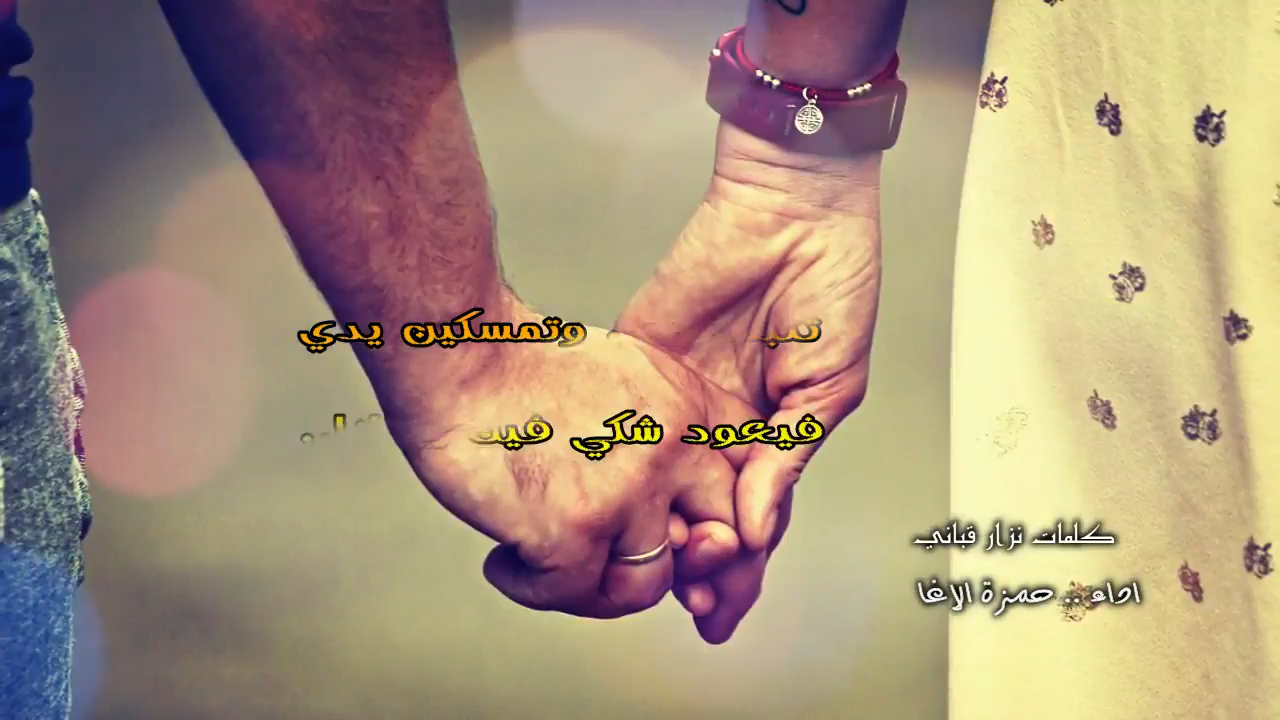 وتمسكين يدي
فيعود شكي
كلمات نزار قباني
اداء .. حمزة الاغا